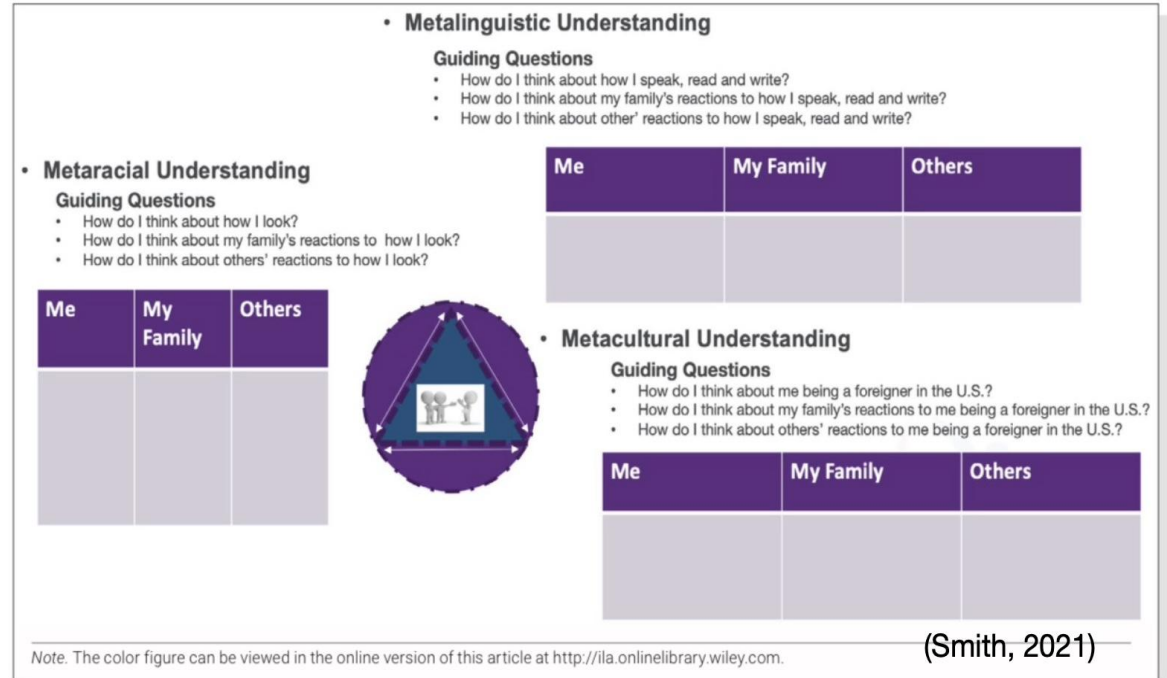 • Metalinguistic Understanding
Guiding Questions
• How do I think about how I speak, read and write?
• How do I think about my family's reactions to how I speak, read and write?
• How do I think about other' reactions to how I speak, read and write?
Me My Family Others
• Metaracial Understanding
Guiding Questions
• How do I think about how I look?
• How do I think about my family's reactions to how I look?
• How do I think about others' reactions to how I look?
Me My Others
Family
• Metacultural Understanding
Guiding Questions
• How do I think about me being a foreigner in the U.S.?
• How do I think about my family's reactions to me being a foreigner in the U.S.?
• How do I think about others' reactions to me being a foreigner in the U.S.?
Me My Family Others
Note. The color figure can be viewed in the online version of this article at http://ila.onlinelibrary.wiley.com.
(Smith, 2021)